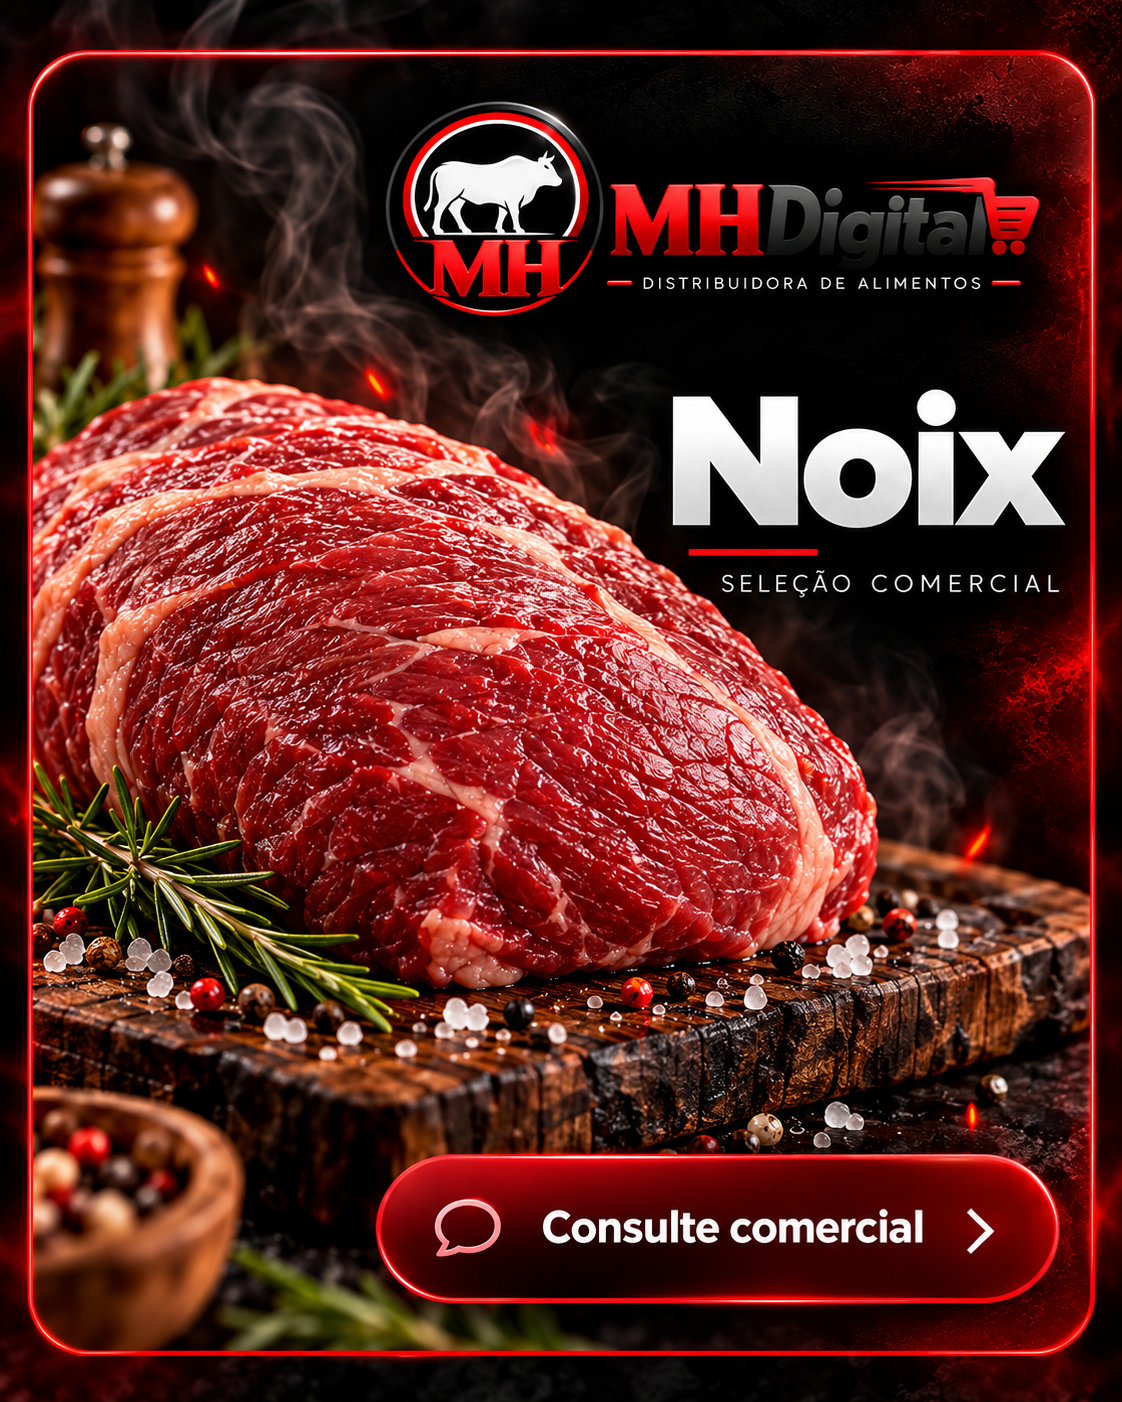 MH
MHDigital
DISTRIBUIDORA DE ALIMENTOS
Noix
SELEÇÃO COMERCIAL
Consulte comercial